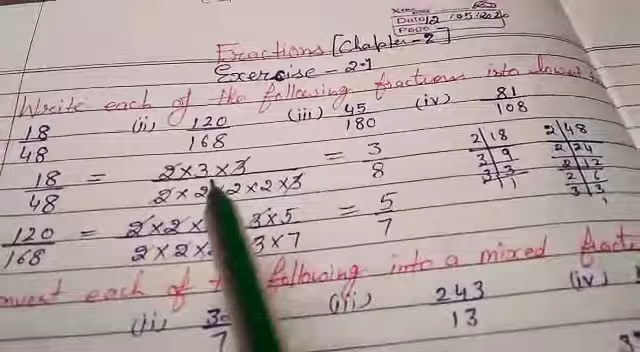 Date 12 /05/2020
Page
Fractions [Chapter-2]
Exercise - 2.1
Write each of the following fractions into lowest
18/48 (ii) 120/168 (iii) 45/180 (iv) 81/108
18/48 = 2×3×3 / 2×2×2×2×3 = 3/8
2 | 18
3 | 9
3 | 3
1
2 | 48
2 | 24
2 | 12
2 | 6
3 | 3
1
120/168 = 2×2× 3×5 / 2×2× 3×7 = 5/7
each of following into a mixed
(ii) 7 (iii) 243/13 (iv)